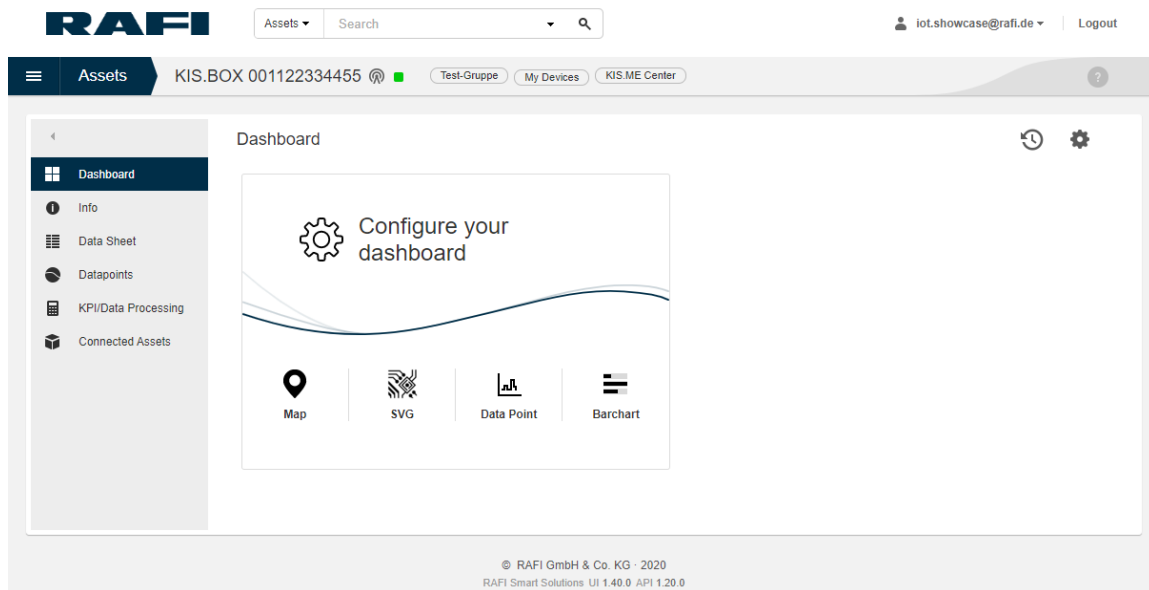 RAFI
Assets Search
iot.showcase@rafi.de Logout
Assets KIS.BOX 001122334455 Test-Gruppe My Devices KIS.ME Center ?
Dashboard
Dashboard
Info
Data Sheet
Datapoints
KPI/Data Processing
Connected Assets
Configure your
dashboard
Map SVG Data Point Barchart
© RAFI GmbH & Co. KG · 2020
RAFI Smart Solutions UI 1.40.0 API 1.20.0